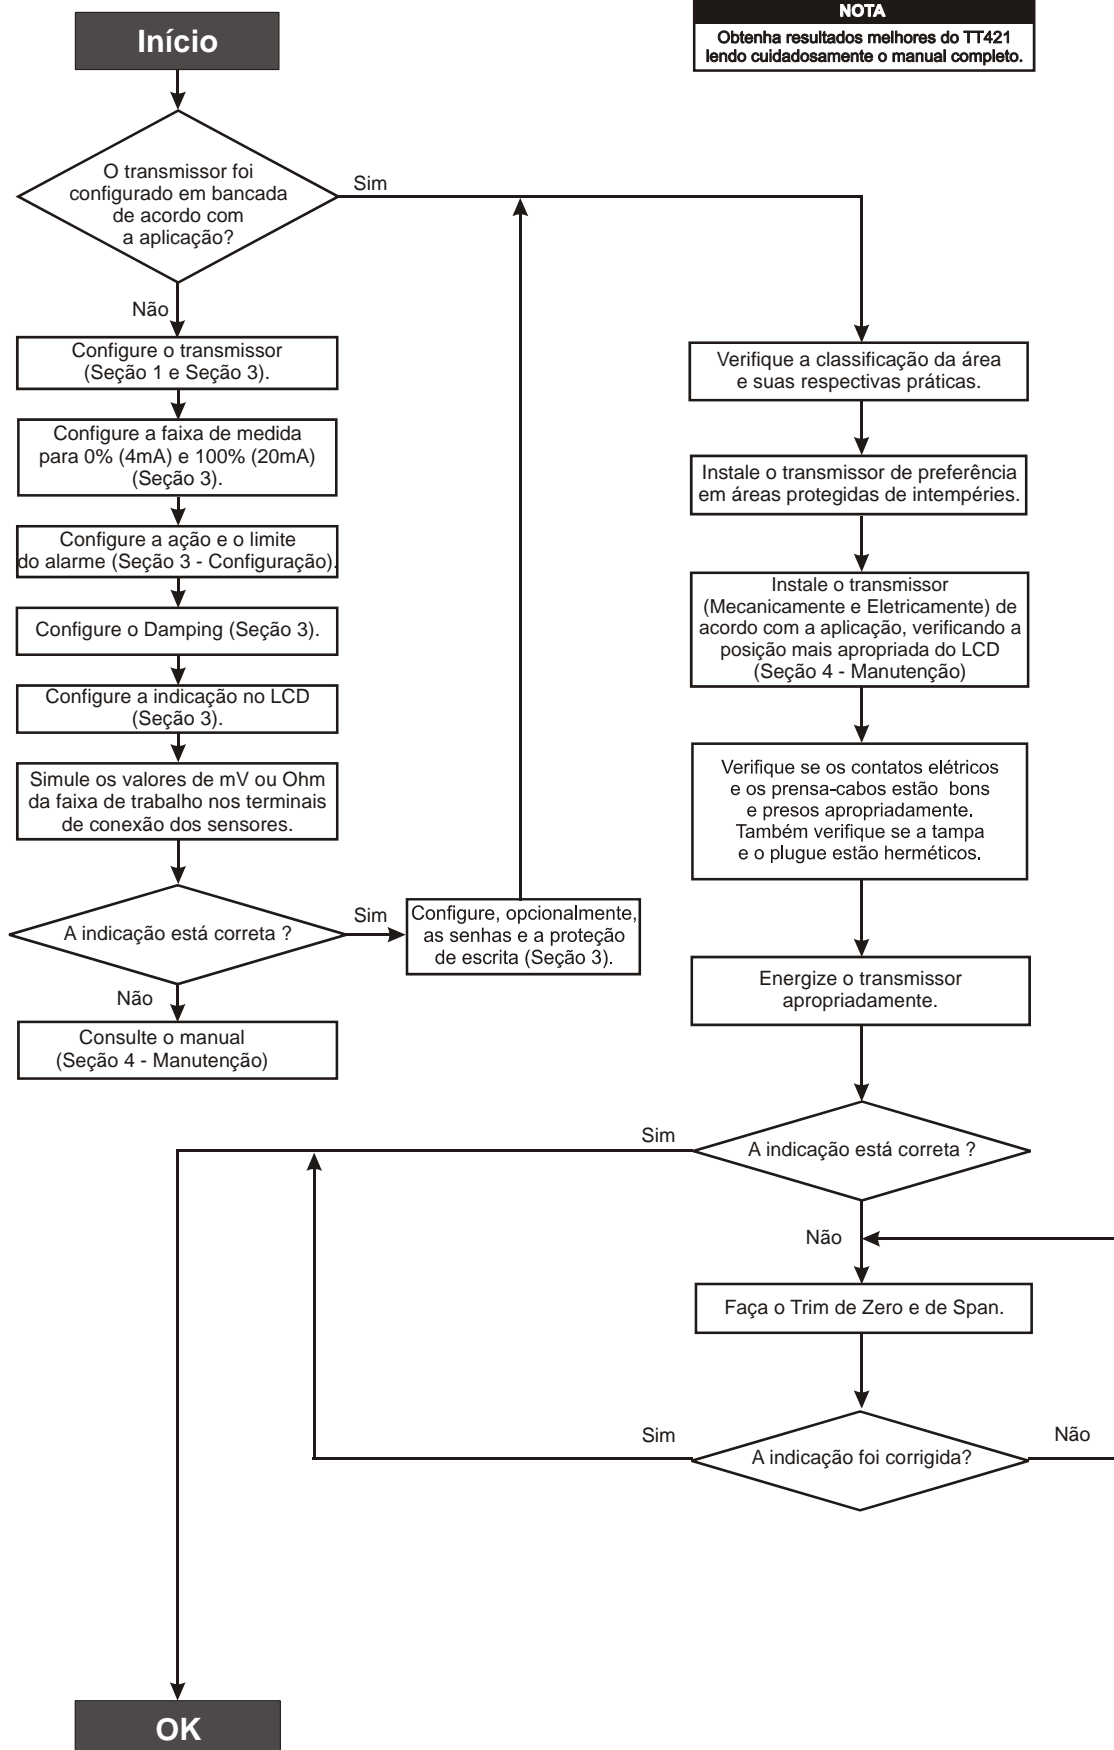 Início
NOTA
Obtenha resultados melhores do TT421
lendo cuidadosamente o manual completo.
O transmissor foi
configurado em bancada
de acordo com
a aplicação?
Sim
Não
Configure o transmissor
(Seção 1 e Seção 3).
Configure a faixa de medida
para 0% (4mA) e 100% (20mA)
(Seção 3).
Configure a ação e o limite
do alarme (Seção 3 - Configuração).
Configure o Damping (Seção 3).
Configure a indicação no LCD
(Seção 3).
Simule os valores de mV ou Ohm
da faixa de trabalho nos terminais
de conexão dos sensores.
A indicação está correta ?
Sim
Configure, opcionalmente,
as senhas e a proteção
de escrita (Seção 3).
Não
Consulte o manual
(Seção 4 - Manutenção)
Verifique a classificação da área
e suas respectivas práticas.
Instale o transmissor de preferência
em áreas protegidas de intempéries.
Instale o transmissor
(Mecanicamente e Eletricamente) de
acordo com a aplicação, verificando a
posição mais apropriada do LCD
(Seção 4 - Manutenção)
Verifique se os contatos elétricos
e os prensa-cabos estão bons
e presos apropriadamente.
Também verifique se a tampa
e o plugue estão herméticos.
Energize o transmissor
apropriadamente.
Sim
A indicação está correta ?
Não
Faça o Trim de Zero e de Span.
Sim
A indicação foi corrigida?
Não
OK